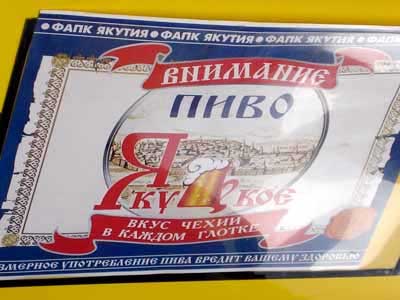 ● ФАПК ЯКУТИЯ ● ФАПК ЯКУТИЯ ● ФАПК ЯКУТИЯ ●
ВНИМАНИЕ
ПИВО
Якутское
ВКУС ЧЕХИИ
В КАЖДОМ ГЛОТКЕ
УПОТРЕБЛЕНИЕ ПИВА ВРЕДИТ ВАШЕМУ ЗДОРОВЬЮ